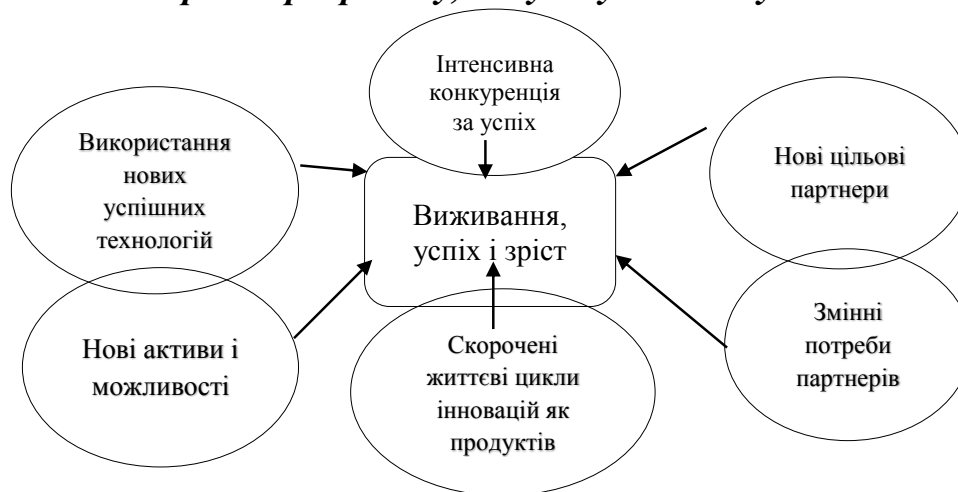 Інтенсивна
конкуренція
за успіх
Використання
нових
успішних
технологій
Нові цільові
партнери
Виживання,
успіх і зріст
Нові активи і
можливості
Скорочені
життєві цикли
інновацій як
продуктів
Змінні
потреби
партнерів